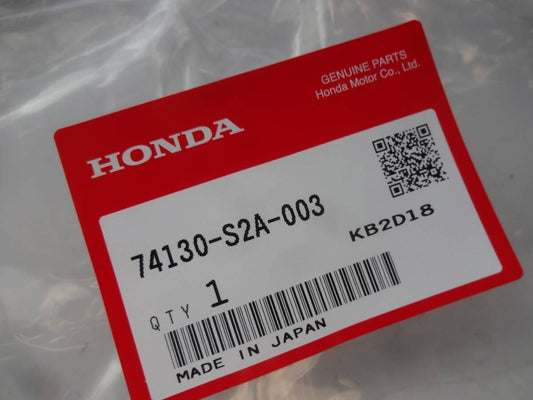 GENUINE PARTS
Honda Motor Co., Ltd.
HONDA
74130-S2A-003
KB2D18
QTY 1
MADE IN JAPAN